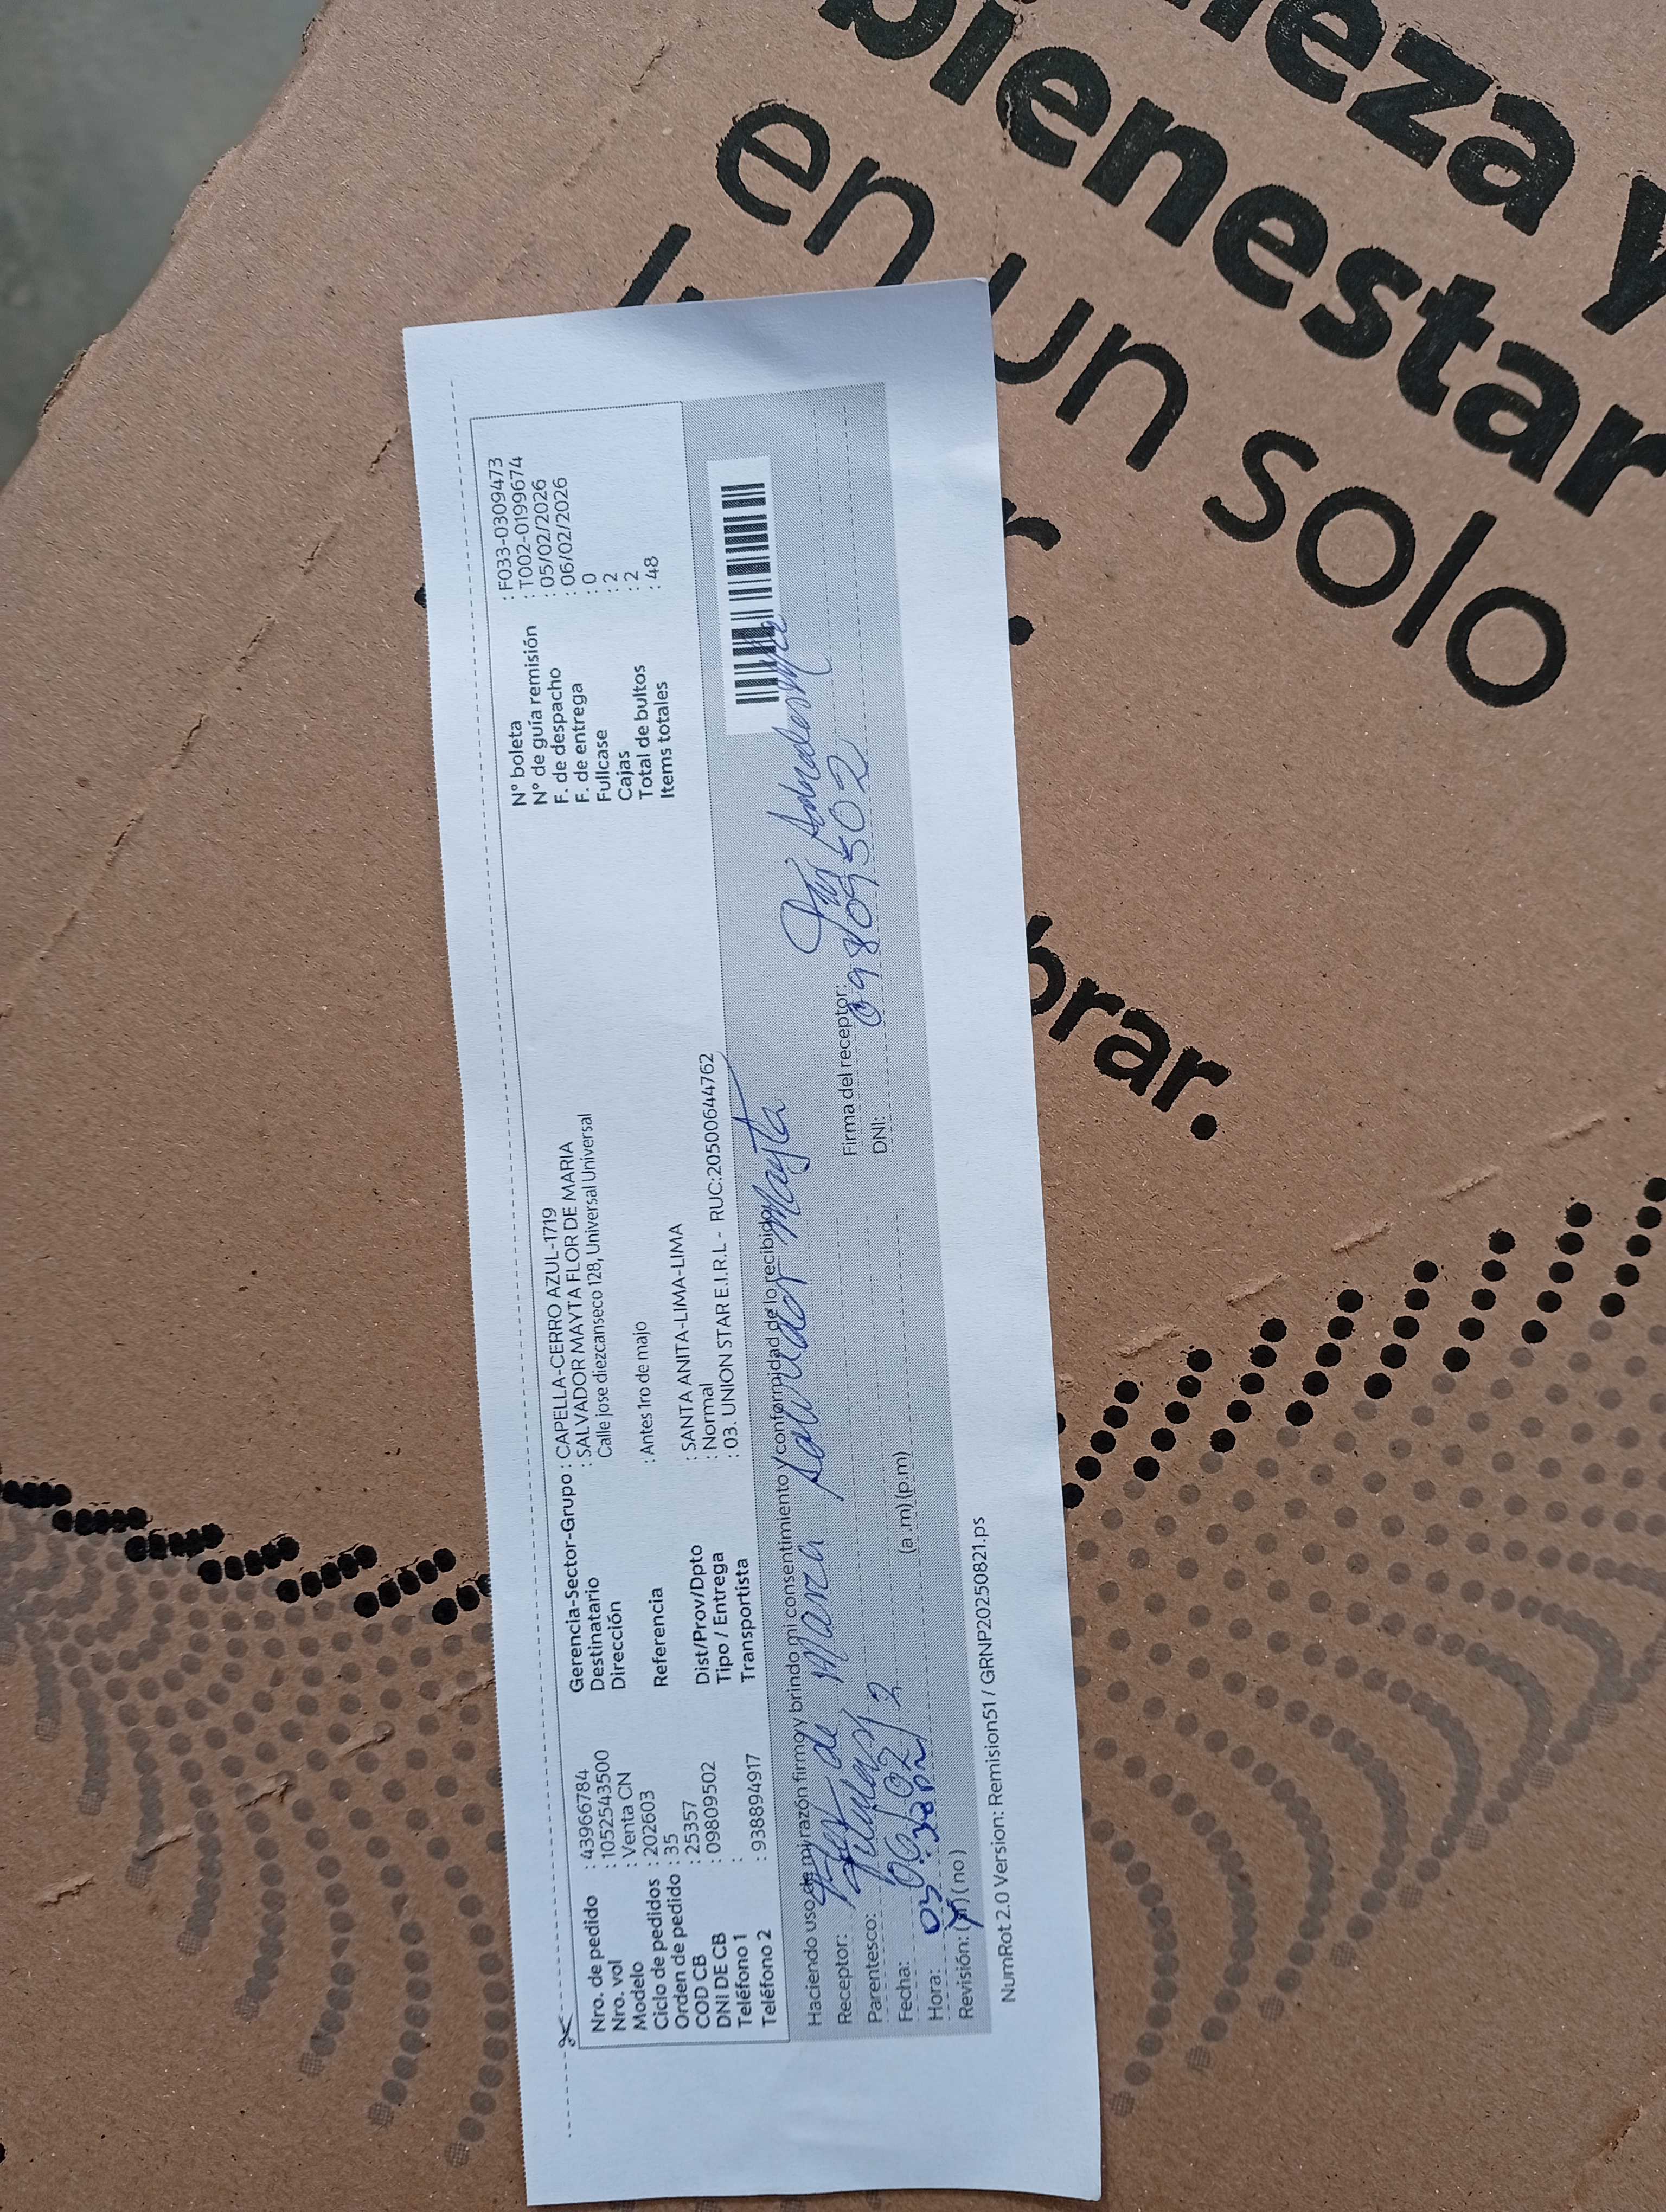 eza y
bienestar
en un solo
brar.
Nro. de pedido : 43966784
Nro. vol : 1052543500
Modelo : Venta CN
Ciclo de pedidos : 202603
Orden de pedido : 35
COD CB : 25357
DNI DE CB : 09809502
Teléfono 1 :
Teléfono 2 : 938894917
Gerencia-Sector-Grupo : CAPELLA-CERRO AZUL-1719
Destinatario : SALVADOR MAYTA FLOR DE MARIA
Dirección Calle jose diezcanseco 128, Universal Universal
Referencia : Antes 1ro de majo
Dist/Prov/Dpto : SANTA ANITA-LIMA-LIMA
Tipo / Entrega : Normal
Transportista : 03. UNION STAR E.I.R.L - RUC:20500644762
N° boleta : F033-0309473
N° de guía remisión : T002-0199674
F. de despacho : 05/02/2026
F. de entrega : 06/02/2026
Fullcase : 0
Cajas : 2
Total de bultos : 2
Items totales : 48
Haciendo uso de mi razón firmo y brindo mi consentimiento y conformidad de lo recibido
Receptor: Flor de Maria Salvador Mayta
Parentesco: Titular
Fecha: 06/02/2
Hora: (a.m) (p.m)
Revisión: ( ) ( no )
Firma del receptor:
DNI: 09809502
NumRot 2.0 Version: Remision51 / GRNP20250821.ps